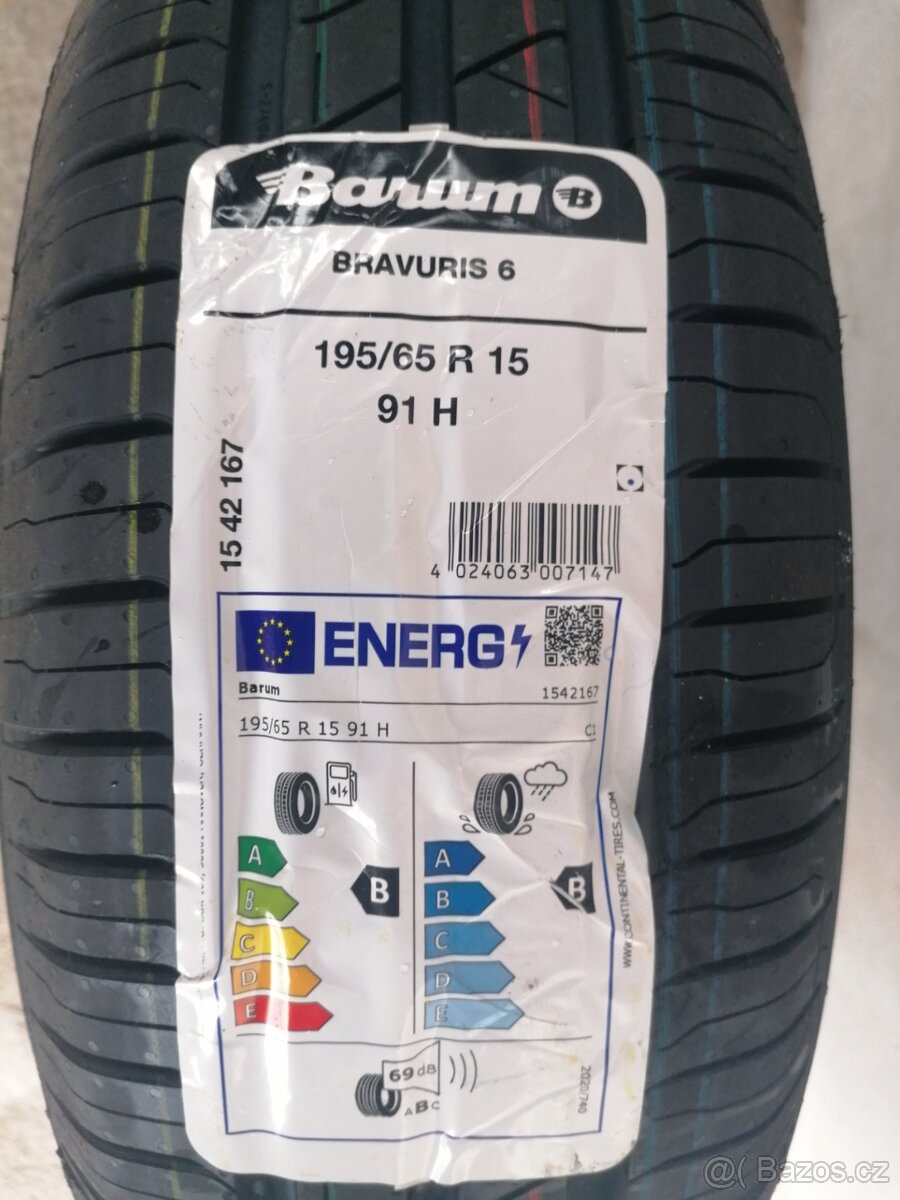 Barum B
BRAVURIS 6
195/65 R 15
91 H
15 42 167
4 024063 007147
ENERG
Barum 1542167
195/65 R 15 91 H C1
A A
B B B B
C C
D D
E E
WWW.CONTINENTAL-TIRES.COM
69 dB
ABC
2020/740
@( Bazos.cz